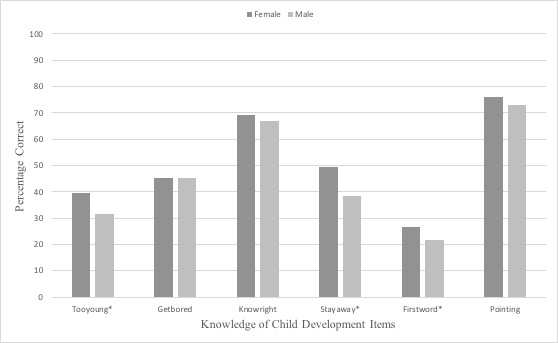 Female Male
100
90
80
70
60
50
40
30
20
10
0
Percentage Correct
Tooyoung* Getbored Knowright Stayaway* Firstword* Pointing
Knowledge of Child Development Items